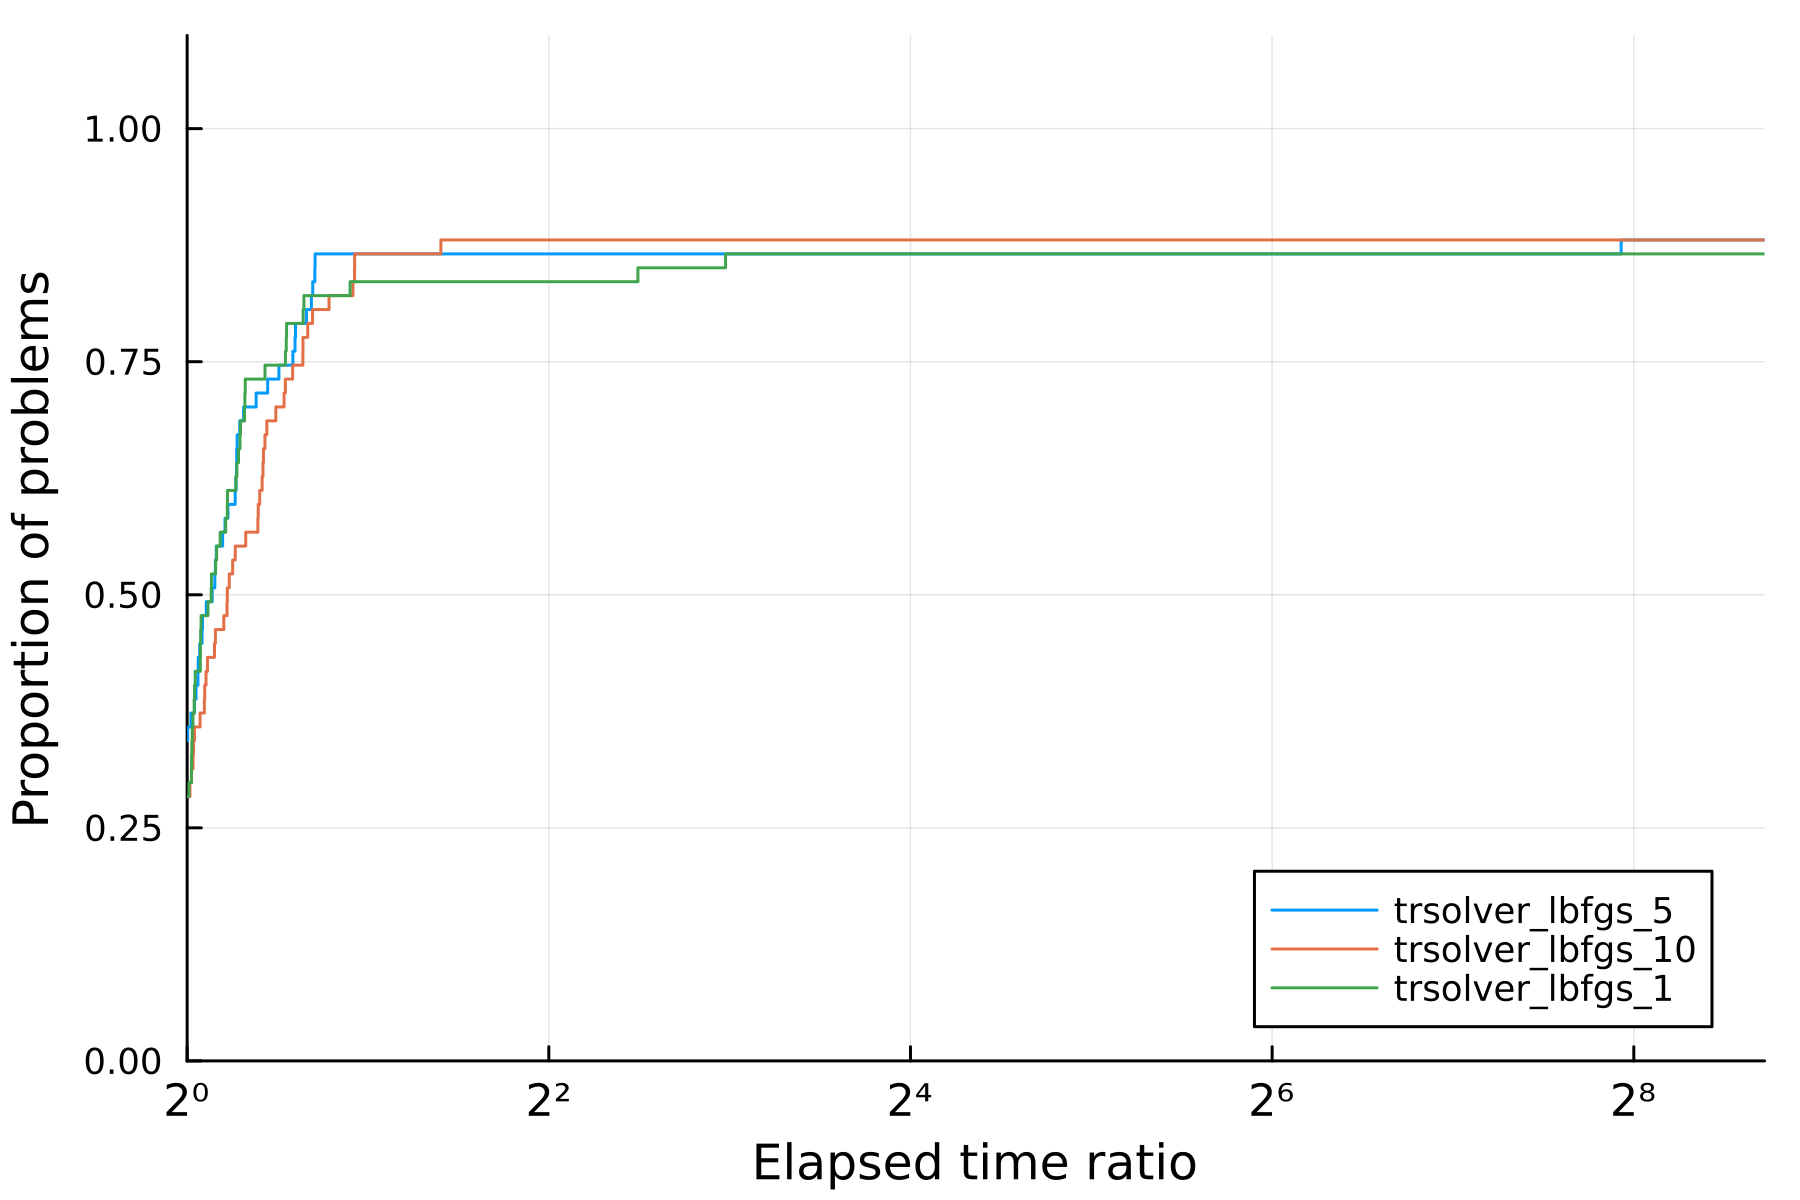 Proportion of problems
1.00
0.75
0.50
0.25
0.00
2⁰ 2² 2⁴ 2⁶ 2⁸
Elapsed time ratio
trsolver_lbfgs_5
trsolver_lbfgs_10
trsolver_lbfgs_1